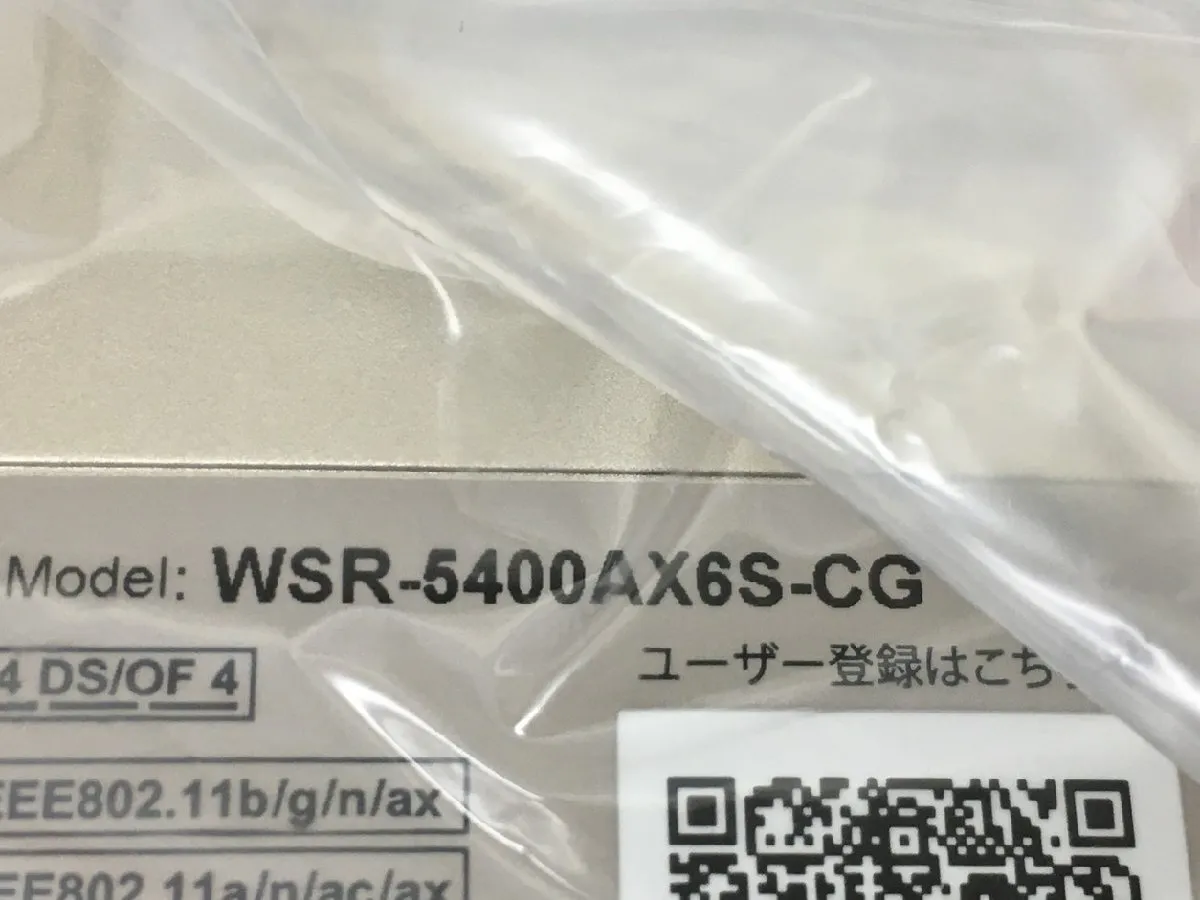 Model: WSR-5400AX6S-CG
ユーザー登録はこち
4 DS/OF 4
EEE802.11b/g/n/ax
EE802.11a/n/ac/ax